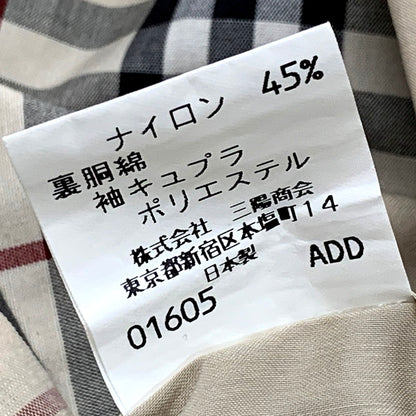 ナイロン 45%
裏胴綿
袖キュプラ
ポリエステル
株式会社 三陽商会
東京都新宿区本塩町14
日本製 ADD
01605